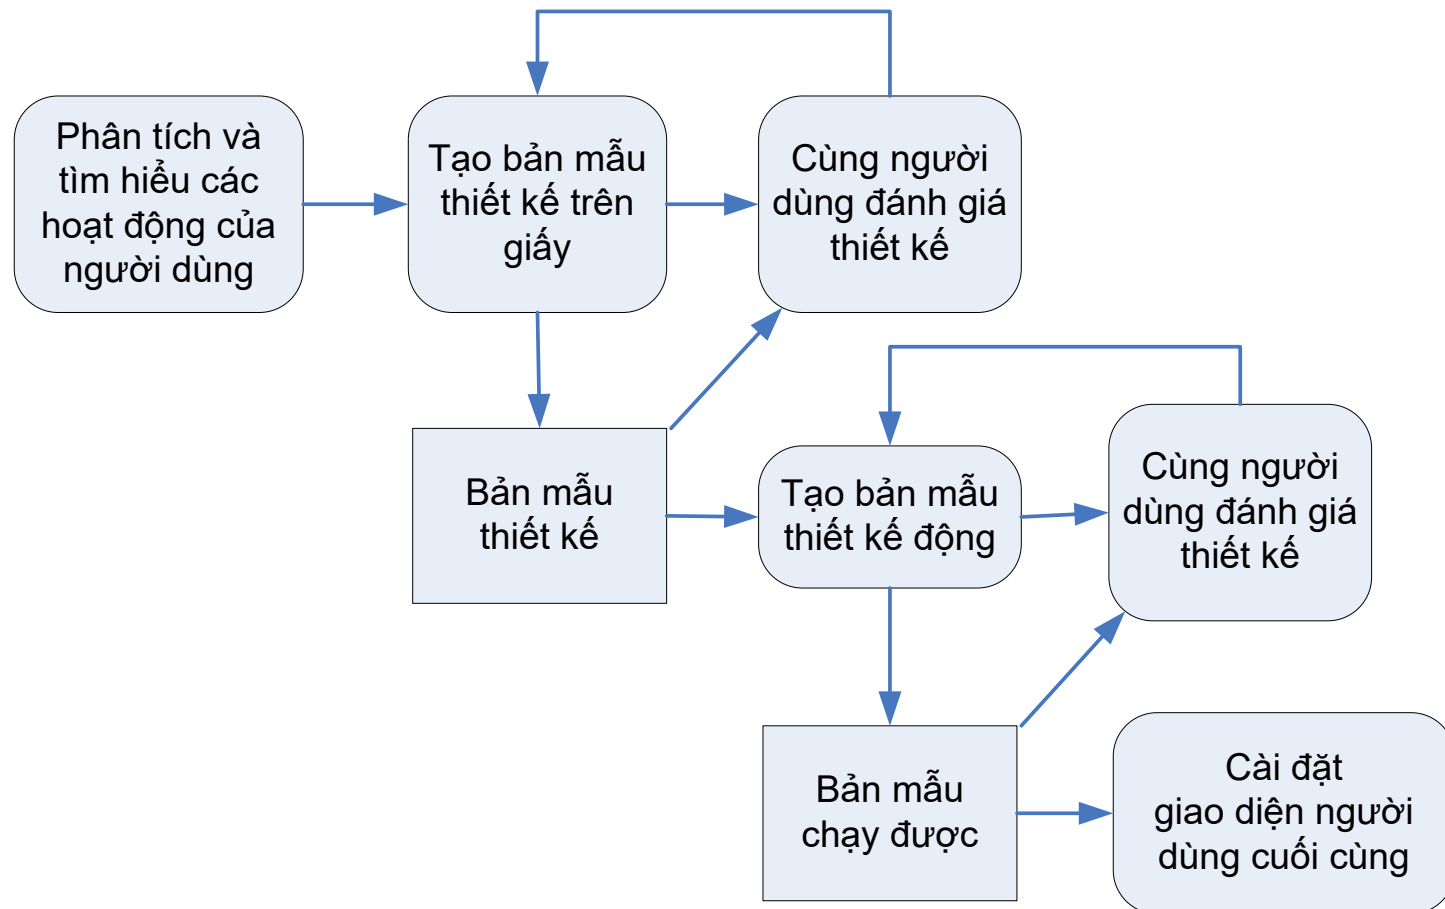 Phân tích và
tìm hiểu các
hoạt động của
người dùng
Tạo bản mẫu
thiết kế trên
giấy
Cùng người
dùng đánh giá
thiết kế
Bản mẫu
thiết kế
Tạo bản mẫu
thiết kế động
Cùng người
dùng đánh giá
thiết kế
Bản mẫu
chạy được
Cài đặt
giao diện người
dùng cuối cùng